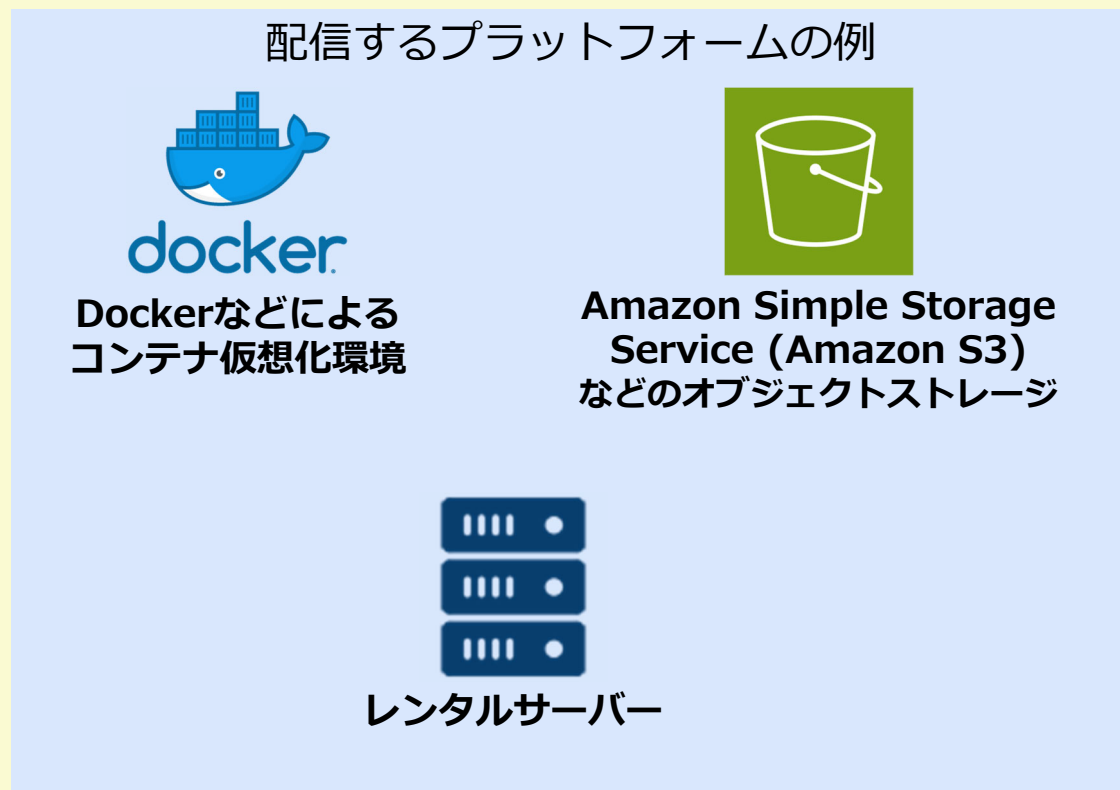 配信するプラットフォームの例
docker.
Dockerなどによる
コンテナ仮想化環境
Amazon Simple Storage
Service (Amazon S3)
などのオブジェクトストレージ
レンタルサーバー